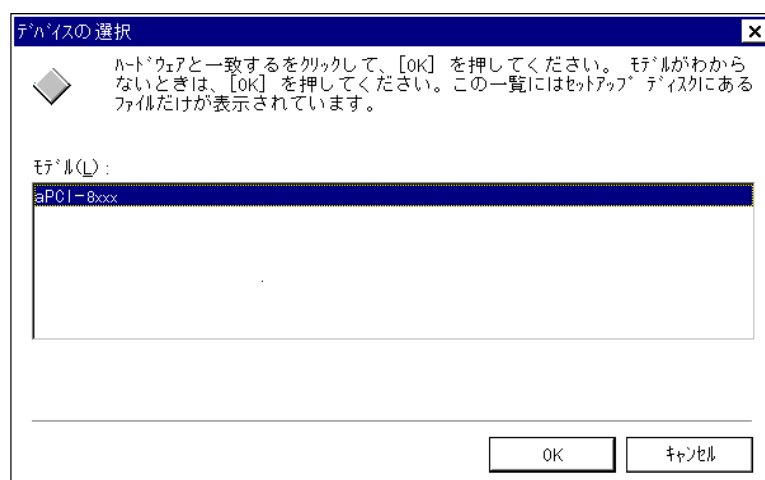 ﾃﾞﾊﾞｲｽの選択
ﾊｰﾄﾞｳｪｱと一致するをｸﾘｯｸして、[OK] を押してください。 ﾓﾃﾞﾙがわから
ないときは、[OK] を押してください。この一覧にはｾｯﾄｱｯﾌﾟ ﾃﾞｨｽｸにある
ﾌｧｲﾙだけが表示されています。
ﾓﾃﾞﾙ(L):
aPCI-8xxx
OK
ｷｬﾝｾﾙ